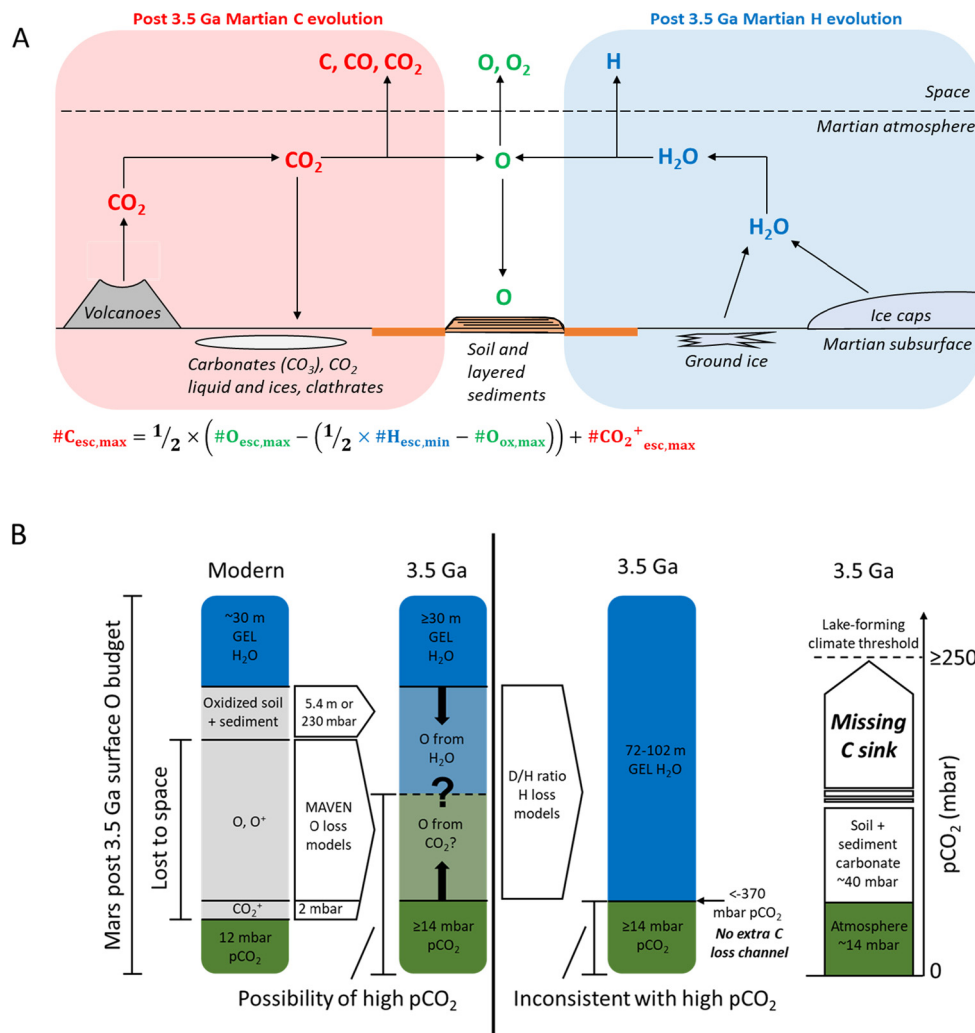 Post 3.5 Ga Martian C evolution
Post 3.5 Ga Martian H evolution
A
C, CO, CO₂
O, O₂
H
Space
Martian atmosphere
CO₂
O
H₂O
CO₂
H₂O
O
Volcanoes
Ice caps
Carbonates (CO₃), CO₂
liquid and ices, clathrates
Soil and
layered
sediments
Ground ice
Martian subsurface
#C_esc,max = 1/2 × (#O_esc,max − (1/2 × #H_esc,min − #O_ox,max)) + #CO₂⁺_esc,max
B
Modern
3.5 Ga
3.5 Ga
3.5 Ga
Mars post 3.5 Ga surface O budget
Lost to space
~30 m
GEL
H₂O
Oxidized soil
+ sediment
O, O⁺
CO₂⁺
12 mbar
pCO₂
5.4 m or
230 mbar
MAVEN
O loss
models
2 mbar
≥30 m
GEL
H₂O
O from
H₂O
?
O from
CO₂?
≥14 mbar
pCO₂
Possibility of high pCO₂
D/H ratio
H loss
models
72-102 m
GEL H₂O
≥14 mbar
pCO₂
<-370
mbar pCO₂
No extra C
loss channel
Inconsistent with high pCO₂
Lake-forming
climate threshold
≥250
Missing
C sink
Soil +
sediment
carbonate
~40 mbar
Atmosphere
~14 mbar
0
pCO₂ (mbar)